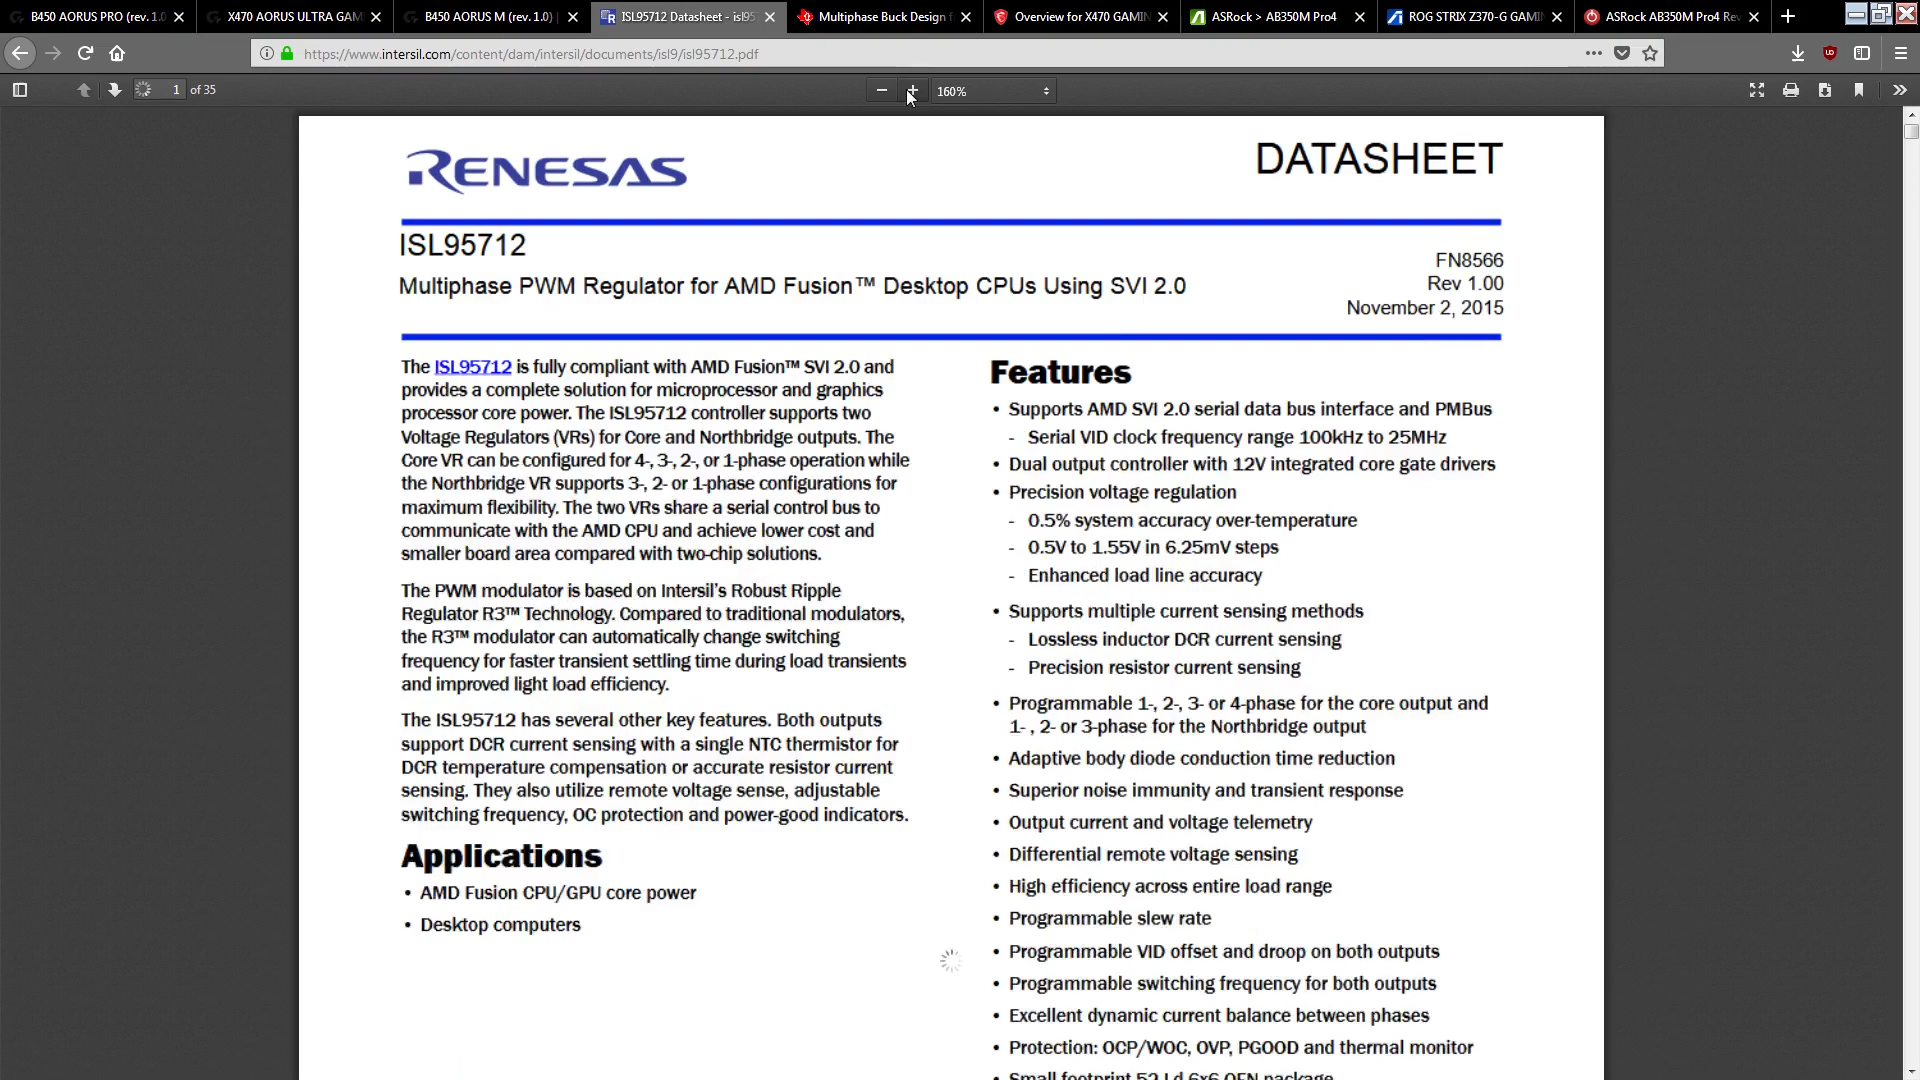 B450 AORUS PRO (rev. 1.0
X470 AORUS ULTRA GAM
B450 AORUS M (rev. 1.0)
ISL95712 Datasheet - isl95
Multiphase Buck Design f
Overview for X470 GAMIN
ASRock > AB350M Pro4
ROG STRIX Z370-G GAMI
ASRock AB350M Pro4 Rev
https://www.intersil.com/content/dam/intersil/documents/isl9/isl95712.pdf
1 of 35
160%
RENESAS
DATASHEET
ISL95712
Multiphase PWM Regulator for AMD Fusion™ Desktop CPUs Using SVI 2.0
FN8566
Rev 1.00
November 2, 2015
The ISL95712 is fully compliant with AMD Fusion™ SVI 2.0 and
provides a complete solution for microprocessor and graphics
processor core power. The ISL95712 controller supports two
Voltage Regulators (VRs) for Core and Northbridge outputs. The
Core VR can be configured for 4-, 3-, 2-, or 1-phase operation while
the Northbridge VR supports 3-, 2- or 1-phase configurations for
maximum flexibility. The two VRs share a serial control bus to
communicate with the AMD CPU and achieve lower cost and
smaller board area compared with two-chip solutions.
The PWM modulator is based on Intersil's Robust Ripple
Regulator R3™ Technology. Compared to traditional modulators,
the R3™ modulator can automatically change switching
frequency for faster transient settling time during load transients
and improved light load efficiency.
The ISL95712 has several other key features. Both outputs
support DCR current sensing with a single NTC thermistor for
DCR temperature compensation or accurate resistor current
sensing. They also utilize remote voltage sense, adjustable
switching frequency, OC protection and power-good indicators.
Applications
• AMD Fusion CPU/GPU core power
• Desktop computers
Features
• Supports AMD SVI 2.0 serial data bus interface and PMBus
- Serial VID clock frequency range 100kHz to 25MHz
• Dual output controller with 12V integrated core gate drivers
• Precision voltage regulation
- 0.5% system accuracy over-temperature
- 0.5V to 1.55V in 6.25mV steps
- Enhanced load line accuracy
• Supports multiple current sensing methods
- Lossless inductor DCR current sensing
- Precision resistor current sensing
• Programmable 1-, 2-, 3- or 4-phase for the core output and
1- , 2- or 3-phase for the Northbridge output
• Adaptive body diode conduction time reduction
• Superior noise immunity and transient response
• Output current and voltage telemetry
• Differential remote voltage sensing
• High efficiency across entire load range
• Programmable slew rate
• Programmable VID offset and droop on both outputs
• Programmable switching frequency for both outputs
• Excellent dynamic current balance between phases
• Protection: OCP/WOC, OVP, PGOOD and thermal monitor
• Small footprint 52 Ld 6x6 QFN package